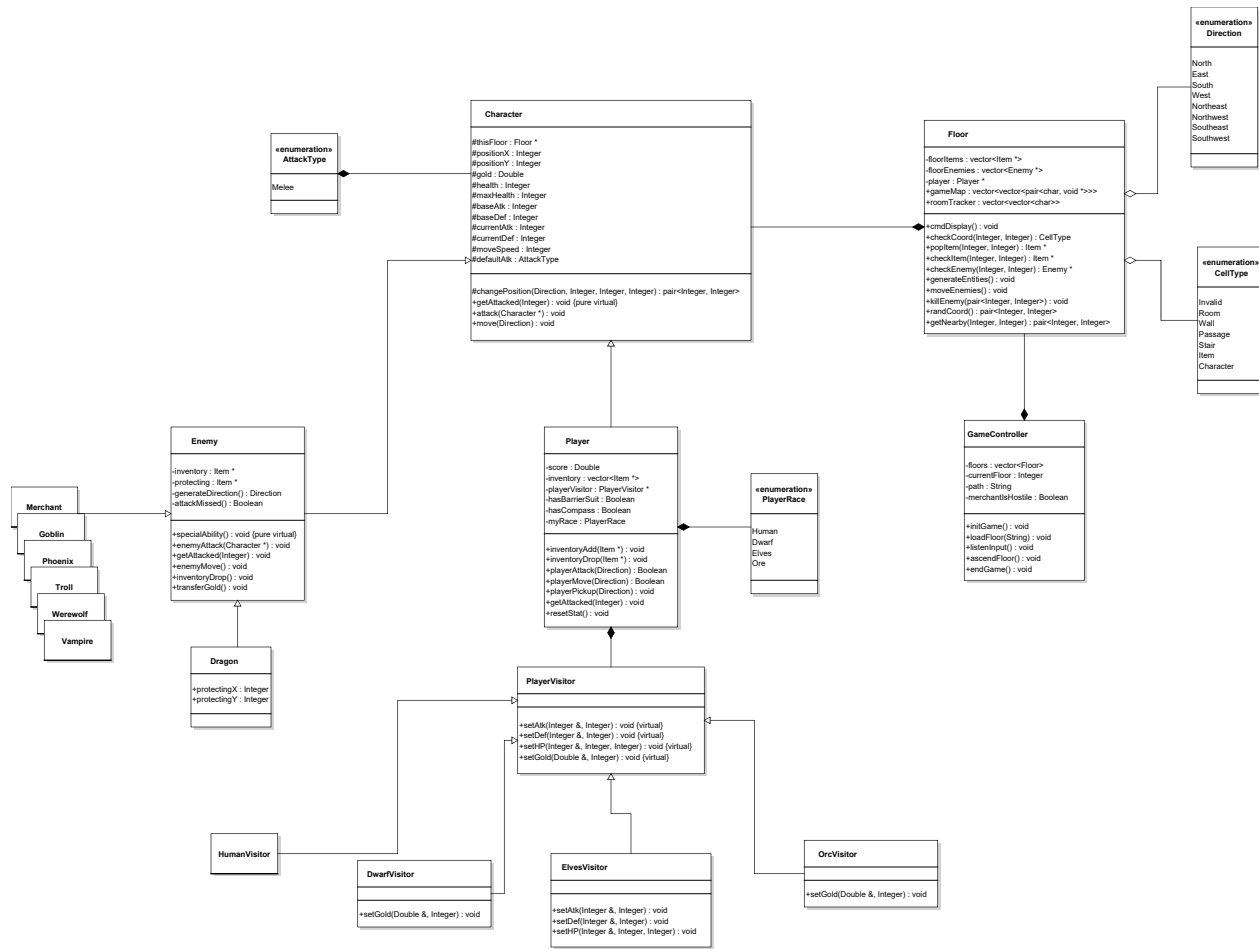 «enumeration»
Direction
North
East
South
West
Northeast
Northwest
Southeast
Southwest
Character
#thisFloor : Floor *
#positionX : Integer
#positionY : Integer
#gold : Double
#health : Integer
#maxHealth : Integer
#baseAtk : Integer
#baseDef : Integer
#currentAtk : Integer
#currentDef : Integer
#moveSpeed : Integer
#defaultAtk : AttackType
#changePosition(Direction, Integer, Integer, Integer) : pair<Integer, Integer>
+getAttacked(Integer) : void {pure virtual}
+attack(Character *) : void
+move(Direction) : void
«enumeration»
AttackType
Melee
Floor
-floorItems : vector<Item *>
-floorEnemies : vector<Enemy *>
-player : Player *
+gameMap : vector<vector<pair<char, void *>>>
+roomTracker : vector<vector<char>>
+cmdDisplay() : void
+checkCoord(Integer, Integer) : CellType
+popItem(Integer, Integer) : Item *
+checkItem(Integer, Integer) : Item *
+checkEnemy(Integer, Integer) : Enemy *
+generateEntities() : void
+moveEnemies() : void
+killEnemy(pair<Integer, Integer>) : void
+randCoord() : pair<Integer, Integer>
+getNearby(Integer, Integer) : pair<Integer, Integer>
«enumeration»
CellType
Invalid
Room
Wall
Passage
Stair
Item
Character
Enemy
-inventory : Item *
-protecting : Item *
-generateDirection() : Direction
-attackMissed() : Boolean
+specialAbility() : void {pure virtual}
+enemyAttack(Character *) : void
+getAttacked(Integer) : void
+enemyMove() : void
+inventoryDrop() : void
+transferGold() : void
Player
-score : Double
-inventory : vector<Item *>
-playerVisitor : PlayerVisitor *
-hasBarrierSuit : Boolean
-hasCompass : Boolean
-myRace : PlayerRace
+inventoryAdd(Item *) : void
+inventoryDrop(Item *) : void
+playerAttack(Direction) : Boolean
+playerMove(Direction) : Boolean
+playerPickup(Direction) : void
+getAttacked(Integer) : void
+resetStat() : void
«enumeration»
PlayerRace
Human
Dwarf
Elves
Ore
GameController
-floors : vector<Floor>
-currentFloor : Integer
-path : String
-merchantIsHostile : Boolean
+initGame() : void
+loadFloor(String) : void
+listenInput() : void
+ascendFloor() : void
+endGame() : void
Merchant
Goblin
Phoenix
Troll
Werewolf
Vampire
Dragon
+protectingX : Integer
+protectingY : Integer
PlayerVisitor
+setAtk(Integer &, Integer) : void {virtual}
+setDef(Integer &, Integer) : void {virtual}
+setHP(Integer &, Integer, Integer) : void {virtual}
+setGold(Double &, Integer) : void {virtual}
HumanVisitor
DwarfVisitor
+setGold(Double &, Integer) : void
ElvesVisitor
+setAtk(Integer &, Integer) : void
+setDef(Integer &, Integer) : void
+setHP(Integer &, Integer, Integer) : void
OrcVisitor
+setGold(Double &, Integer) : void